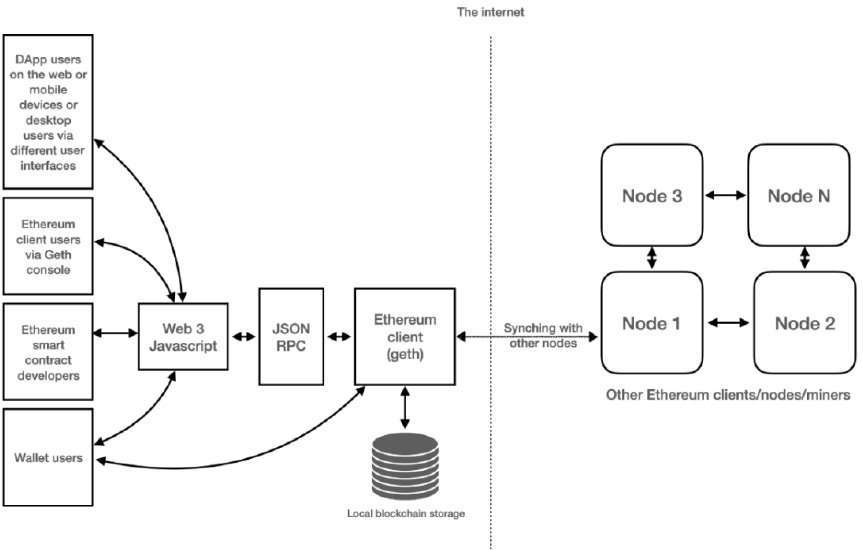 The internet
DApp users
on the web or
mobile
devices or
desktop
users via
different user
interfaces
Ethereum
client users
via Geth
console
Ethereum
smart
contract
developers
Wallet users
Web 3
Javascript
JSON
RPC
Ethereum
client
(geth)
Local blockchain storage
Synching with
other nodes
Node 3
Node N
Node 1
Node 2
Other Ethereum clients/nodes/miners